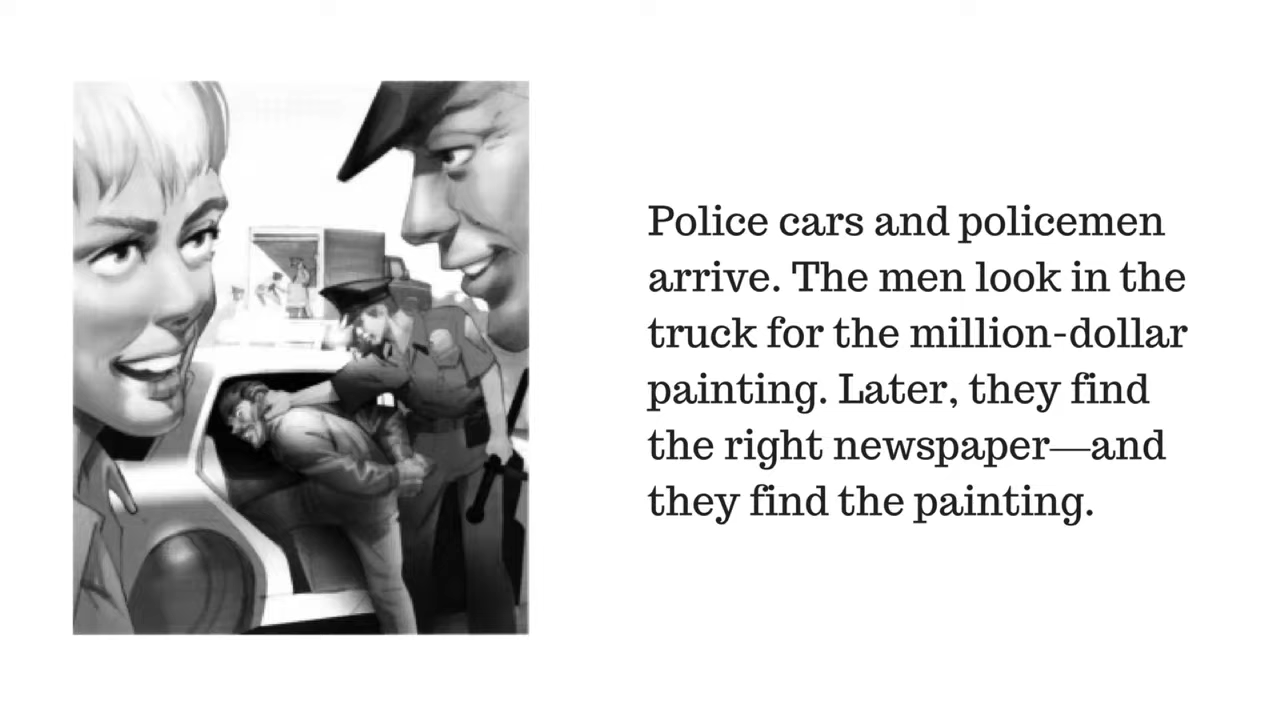 Police cars and policemen
arrive. The men look in the
truck for the million-dollar
painting. Later, they find
the right newspaper—and
they find the painting.